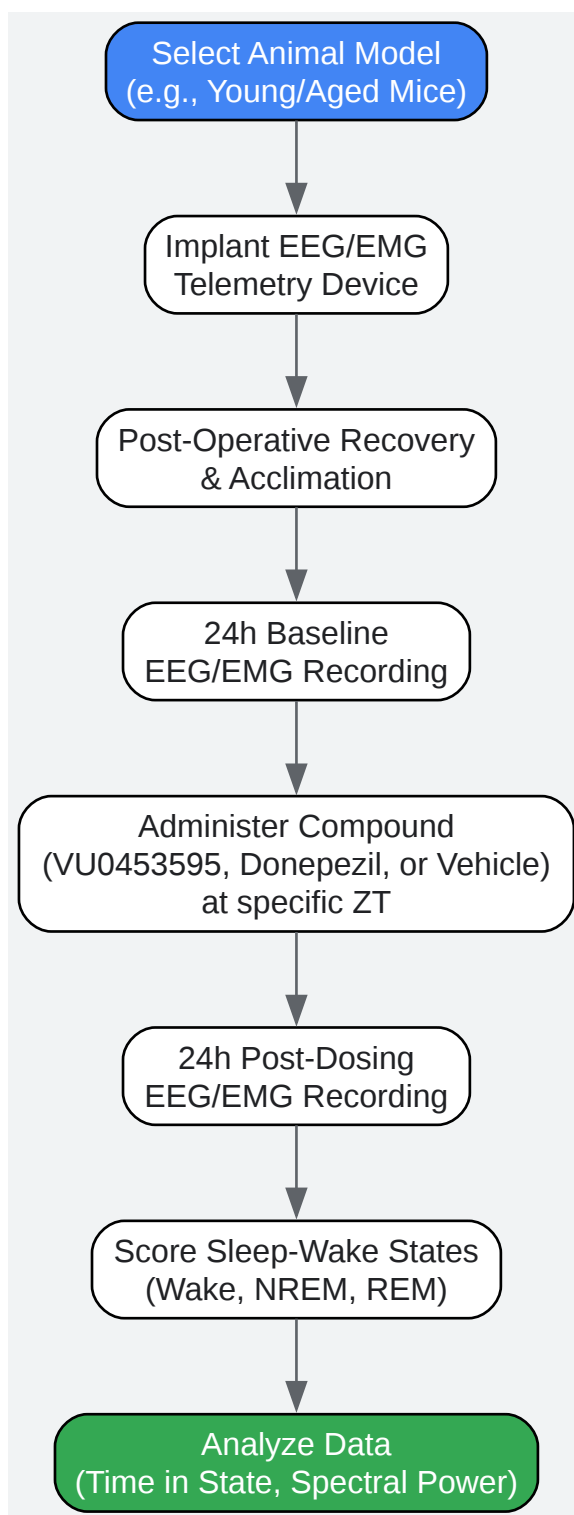 Select Animal Model
(e.g., Young/Aged Mice)
Implant EEG/EMG
Telemetry Device
Post-Operative Recovery
& Acclimation
24h Baseline
EEG/EMG Recording
Administer Compound
(VU0453595, Donepezil, or Vehicle)
at specific ZT
24h Post-Dosing
EEG/EMG Recording
Score Sleep-Wake States
(Wake, NREM, REM)
Analyze Data
(Time in State, Spectral Power)